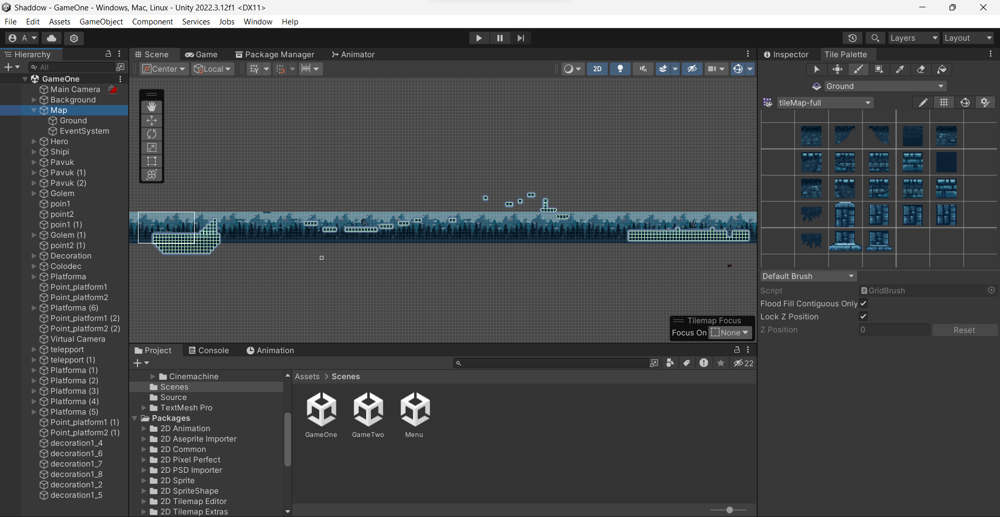 Shaddow - GameOne - Windows, Mac, Linux - Unity 2022.3.12f1 <DX11>
File Edit Assets GameObject Component Services Jobs Window Help
A
Layers
Layout
Hierarchy
All
GameOne
Main Camera
Background
Map
Ground
EventSystem
Hero
Shipi
Pavuk
Pavuk (1)
Pavuk (2)
Golem
poin1
point2
poin1 (1)
Golem (1)
point2 (1)
Decoration
Colodec
Platforma
Point_platform1
Point_platform2
Platforma (6)
Point_platform1 (2)
Point_platform2 (2)
Virtual Camera
telepport
telepport (1)
Platforma (1)
Platforma (2)
Platforma (3)
Platforma (4)
Platforma (5)
Point_platform1 (1)
Point_platform2 (1)
decoration1_4
decoration1_6
decoration1_7
decoration1_8
decoration1_2
decoration1_5
Scene Game Package Manager Animator
Center Local 2D
Tilemap Focus
Focus On None
Project Console Animation
22
Cinemachine
Scenes
Source
TextMesh Pro
Packages
2D Animation
2D Aseprite Importer
2D Common
2D Pixel Perfect
2D PSD Importer
2D Sprite
2D SpriteShape
2D Tilemap Editor
2D Tilemap Extras
Assets > Scenes
GameOne GameTwo Menu
Inspector Tile Palette
Ground
tileMap-full
Default Brush
Script GridBrush
Flood Fill Contiguous Only
Lock Z Position
Z Position 0 Reset